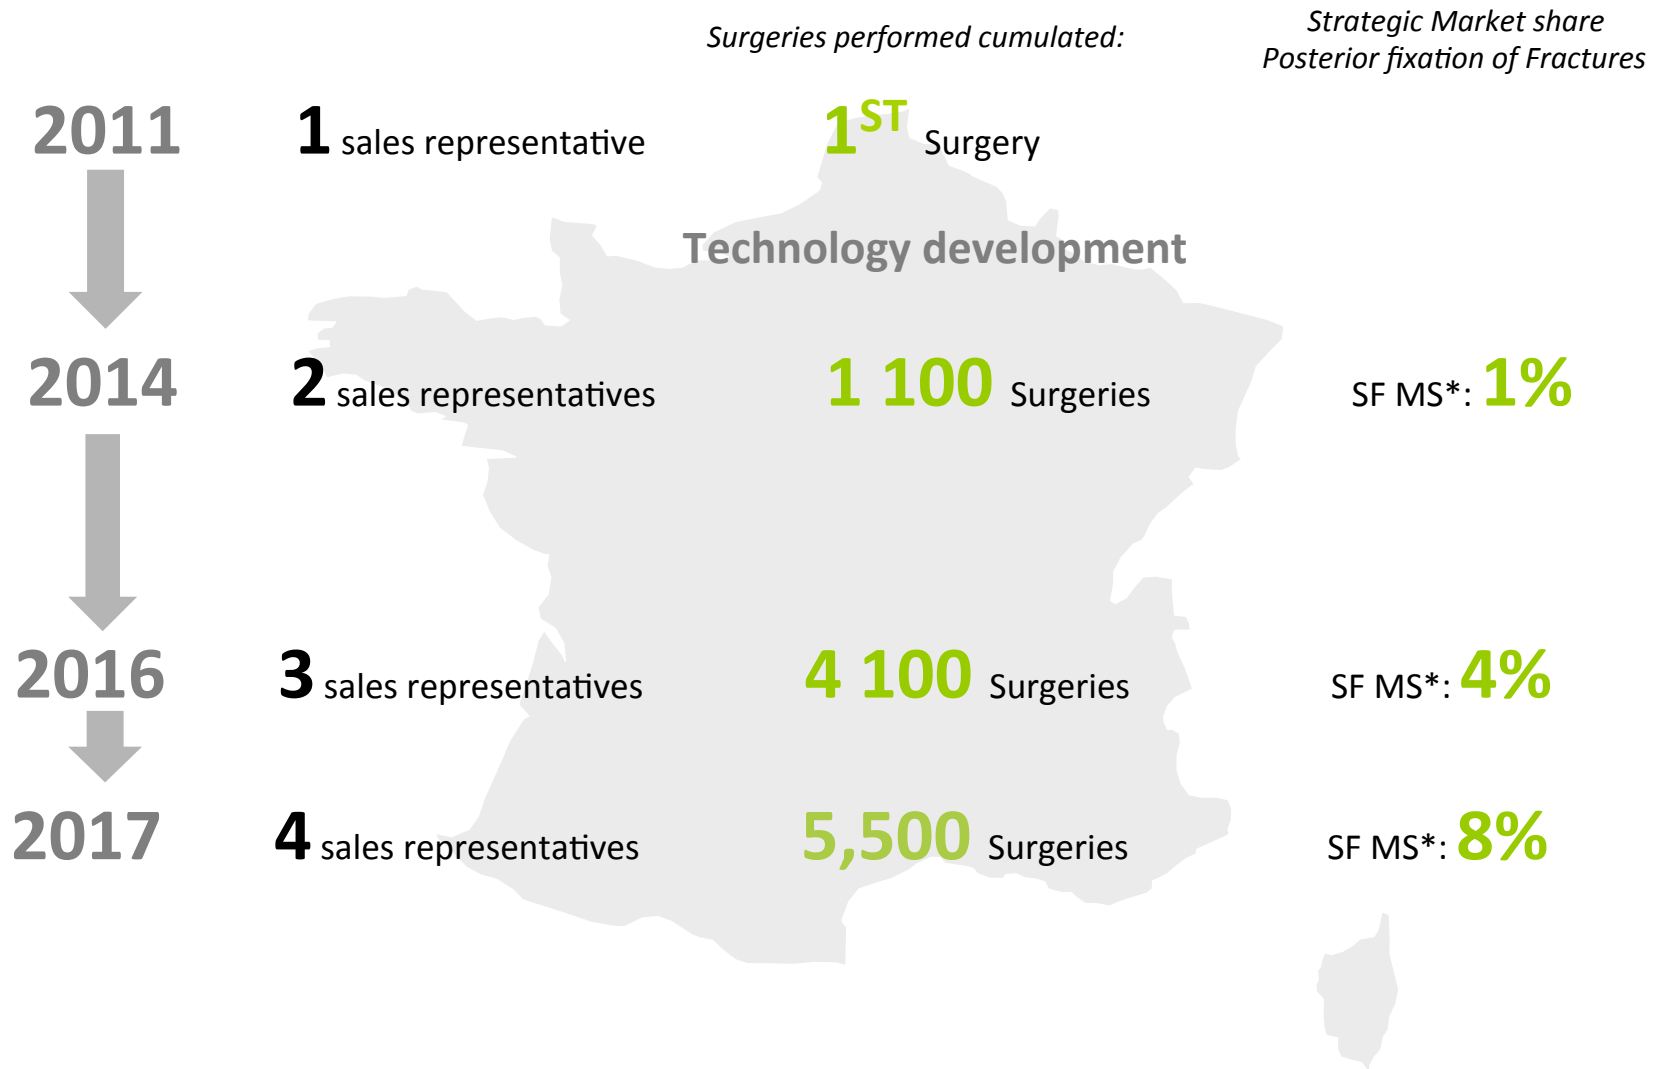 Surgeries performed cumulated:
Strategic Market share
Posterior fixation of Fractures
2011 1 sales representative 1ST Surgery
Technology development
2014 2 sales representatives 1 100 Surgeries SF MS*: 1%
2016 3 sales representatives 4 100 Surgeries SF MS*: 4%
2017 4 sales representatives 5,500 Surgeries SF MS*: 8%